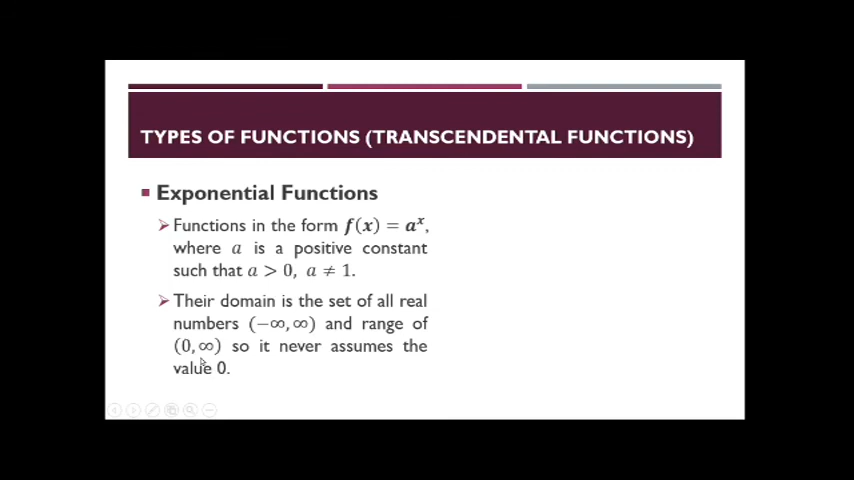 TYPES OF FUNCTIONS (TRANSCENDENTAL FUNCTIONS)
Exponential Functions
Functions in the form f(x) = aˣ,
where a is a positive constant
such that a > 0, a ≠ 1.
Their domain is the set of all real
numbers (−∞, ∞) and range of
(0, ∞) so it never assumes the
value 0.